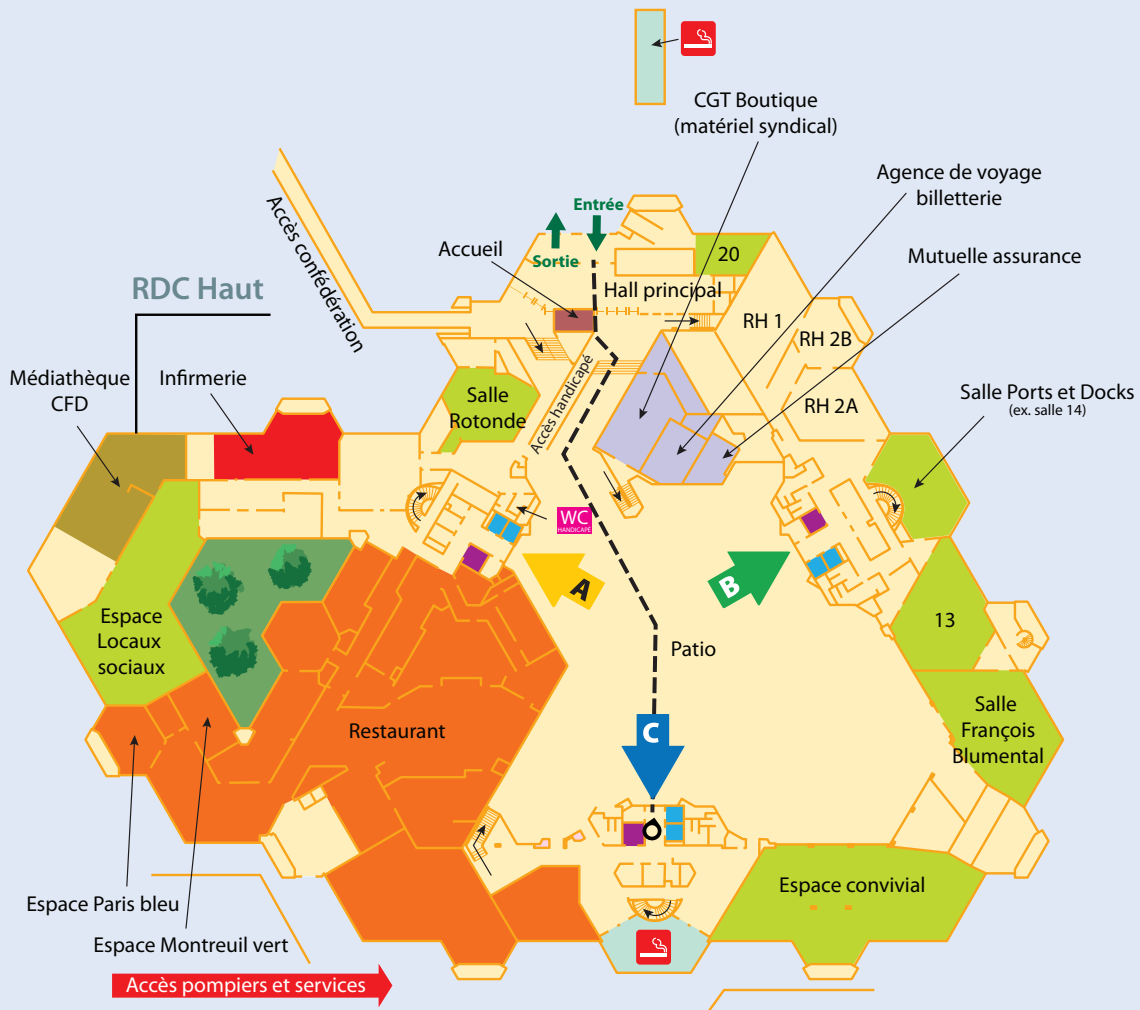 CGT Boutique
(matériel syndical)
Agence de voyage
billetterie
Mutuelle assurance
Accès confédération
Entrée
Sortie
Accueil
Hall principal
20
RH 1
RH 2B
RH 2A
RDC Haut
Médiathèque
CFD
Infirmerie
Salle
Rotonde
Accès handicapé
Salle Ports et Docks
(ex. salle 14)
WC
HANDICAPÉ
A
B
13
Espace
Locaux
sociaux
Patio
Salle
François
Blumental
Restaurant
C
Espace convivial
Espace Paris bleu
Espace Montreuil vert
Accès pompiers et services